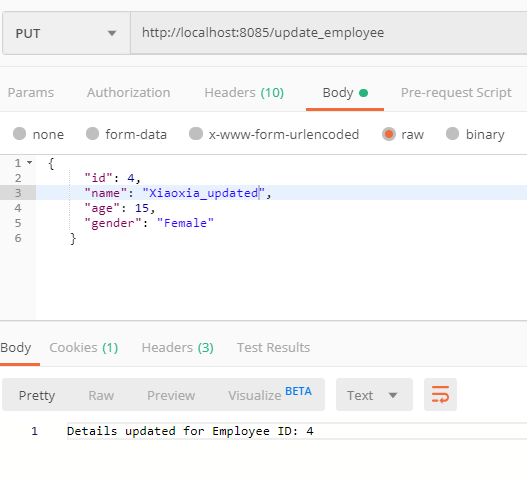 PUT http://localhost:8085/update_employee
Params Authorization Headers (10) Body Pre-request Script
none form-data x-www-form-urlencoded raw binary
1 {
2 "id": 4,
3 "name": "Xiaoxia_updated",
4 "age": 15,
5 "gender": "Female"
6 }
Body Cookies (1) Headers (3) Test Results
Pretty Raw Preview Visualize BETA Text
1 Details updated for Employee ID: 4